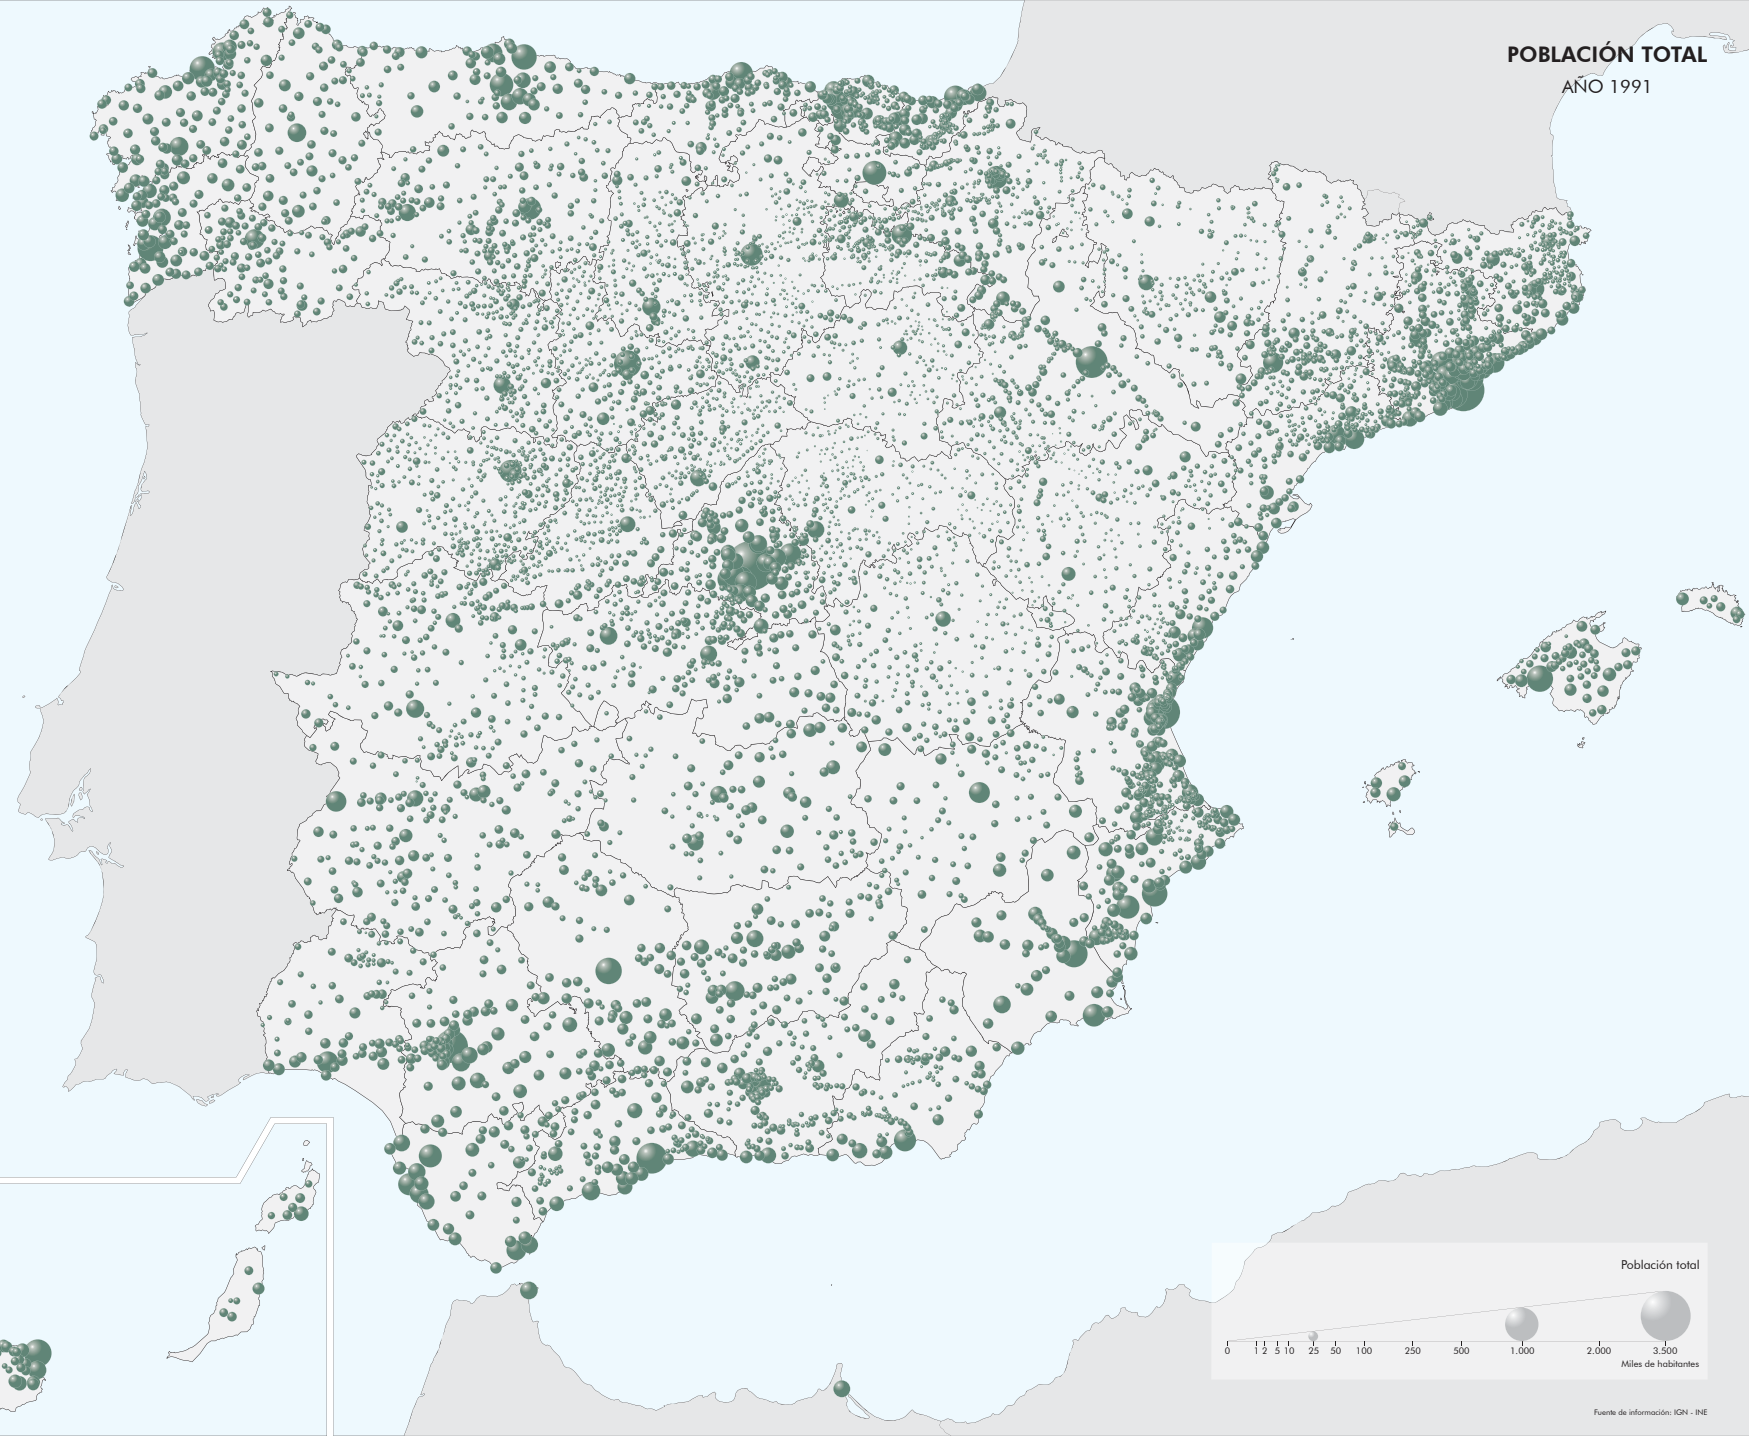 POBLACIÓN TOTAL
AÑO 1991
Población total
0 1 2 5 10 25 50 100 250 500 1.000 2.000 3.500
Miles de habitantes
Fuente de información: IGN - INE